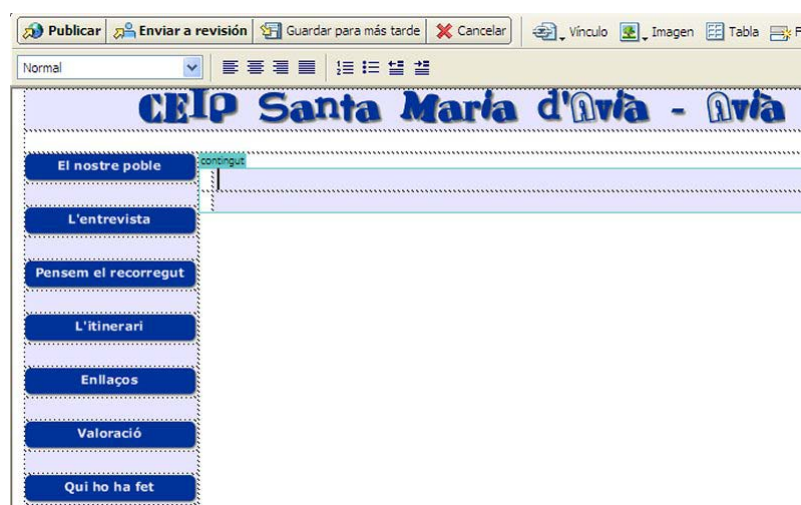 Publicar Enviar a revisión Guardar para más tarde Cancelar Vínculo Imagen Tabla F
Normal
CEIP Santa Maria d'Avià - Avià
El nostre poble
contingut
L'entrevista
Pensem el recorregut
L'itinerari
Enllaços
Valoració
Qui ho ha fet